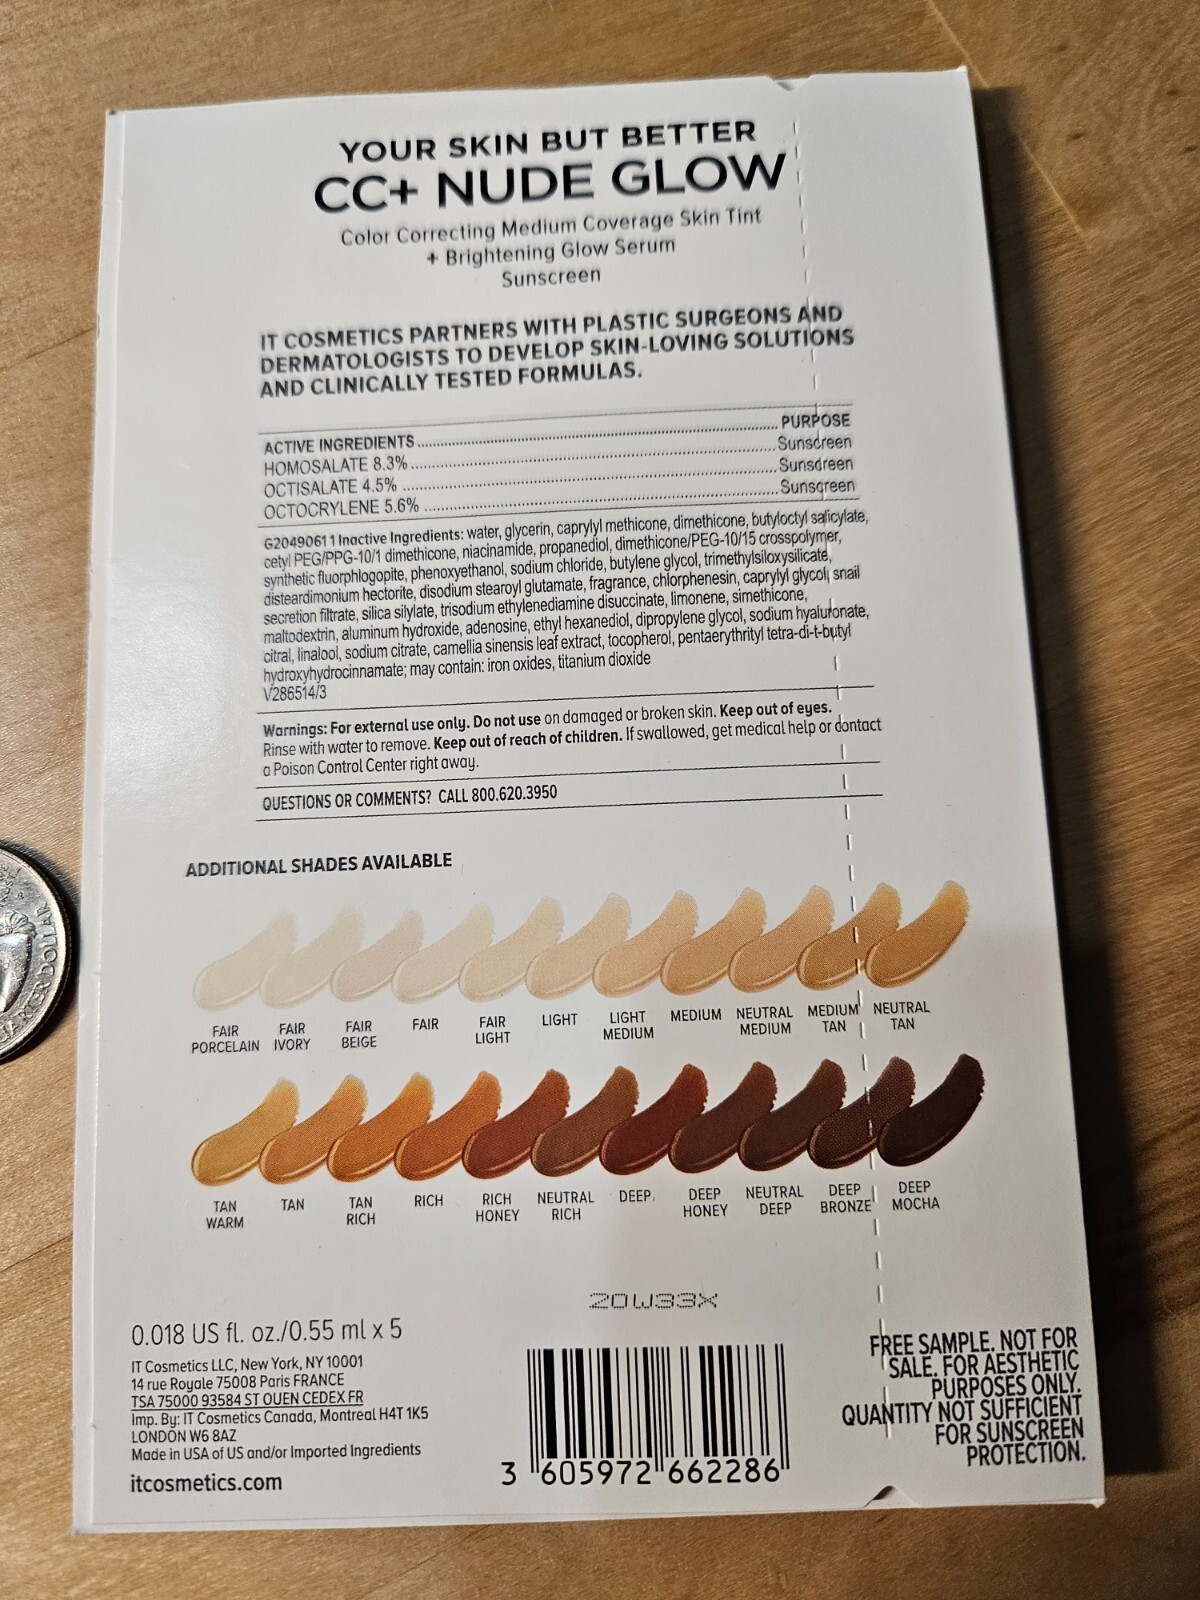 YOUR SKIN BUT BETTER
CC+ NUDE GLOW
Color Correcting Medium Coverage Skin Tint
+ Brightening Glow Serum
Sunscreen
IT COSMETICS PARTNERS WITH PLASTIC SURGEONS AND
DERMATOLOGISTS TO DEVELOP SKIN-LOVING SOLUTIONS
AND CLINICALLY TESTED FORMULAS.
ACTIVE INGREDIENTS........PURPOSE
HOMOSALATE 8.3%........Sunscreen
OCTISALATE 4.5%........Sunscreen
OCTOCRYLENE 5.6%........Sunscreen
G2049061 1 Inactive Ingredients: water, glycerin, caprylyl methicone, dimethicone, butyloctyl salicylate,
cetyl PEG/PPG-10/1 dimethicone, niacinamide, propanediol, dimethicone/PEG-10/15 crosspolymer,
synthetic fluorphlogopite, phenoxyethanol, sodium chloride, butylene glycol, trimethylsiloxysilicate,
disteardimonium hectorite, disodium stearoyl glutamate, fragrance, chlorphenesin, caprylyl glycol, snail
secretion filtrate, silica silylate, trisodium ethylenediamine disuccinate, limonene, simethicone,
maltodextrin, aluminum hydroxide, adenosine, ethyl hexanediol, dipropylene glycol, sodium hyaluronate,
citral, linalool, sodium citrate, camellia sinensis leaf extract, tocopherol, pentaerythrityl tetra-di-t-butyl
hydroxyhydrocinnamate; may contain: iron oxides, titanium dioxide
V286514/3
Warnings: For external use only. Do not use on damaged or broken skin. Keep out of eyes.
Rinse with water to remove. Keep out of reach of children. If swallowed, get medical help or contact
a Poison Control Center right away.
QUESTIONS OR COMMENTS? CALL 800.620.3950
ADDITIONAL SHADES AVAILABLE
FAIR PORCELAIN
FAIR IVORY
FAIR BEIGE
FAIR
FAIR LIGHT
LIGHT
LIGHT MEDIUM
MEDIUM
NEUTRAL MEDIUM
MEDIUM TAN
NEUTRAL TAN
TAN WARM
TAN
TAN RICH
RICH
RICH HONEY
NEUTRAL RICH
DEEP
DEEP HONEY
NEUTRAL DEEP
DEEP BRONZE
DEEP MOCHA
20W33X
0.018 US fl. oz./0.55 ml x 5
IT Cosmetics LLC, New York, NY 10001
14 rue Royale 75008 Paris FRANCE
TSA 75000 93584 ST OUEN CEDEX FR
Imp. By: IT Cosmetics Canada, Montreal H4T 1K5
LONDON W6 8AZ
Made in USA of US and/or Imported Ingredients
itcosmetics.com
3 605972 662286
FREE SAMPLE. NOT FOR
SALE. FOR AESTHETIC
PURPOSES ONLY.
QUANTITY NOT SUFFICIENT
FOR SUNSCREEN
PROTECTION.